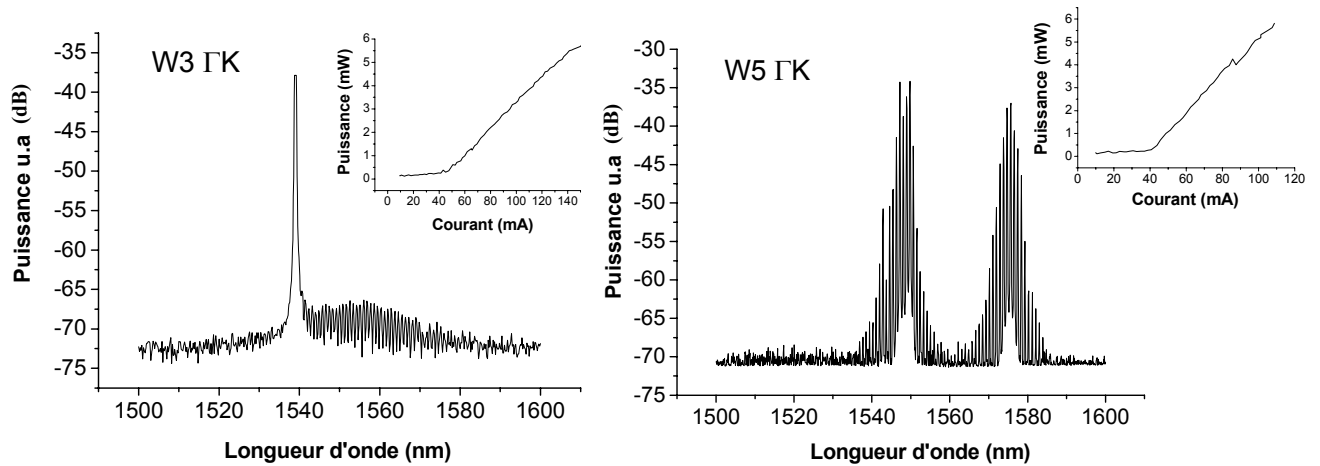 W3 ΓK
Puissance u.a (dB)
-35
-40
-45
-50
-55
-60
-65
-70
-75
1500 1520 1540 1560 1580 1600
Longueur d'onde (nm)
Puissance (mW)
6
5
4
3
2
1
0
0 20 40 60 80 100 120 140
Courant (mA)
W5 ΓK
Puissance u.a (dB)
-30
-35
-40
-45
-50
-55
-60
-65
-70
-75
1500 1520 1540 1560 1580 1600
Longueur d'onde (nm)
Puissance (mW)
6
5
4
3
2
1
0
0 20 40 60 80 100 120
Courant (mA)